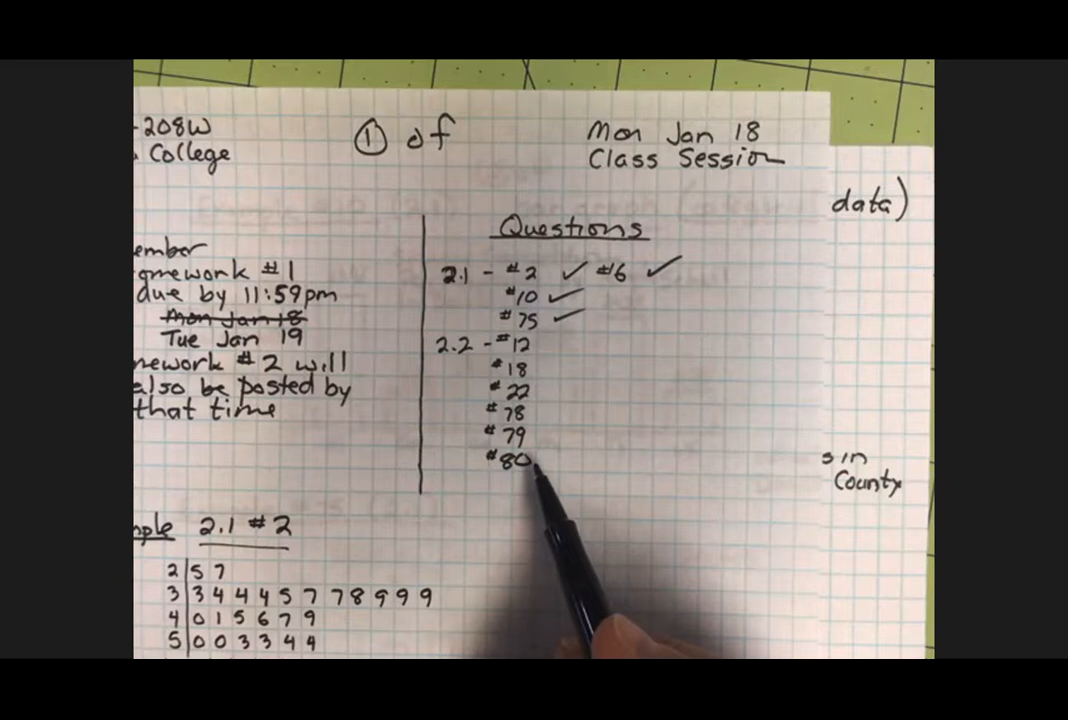 -208W
College
① of
Mon Jan 18
Class Session
data)
ember
mework #1
due by 11:59pm
Mon Jan 18
Tue Jan 19
ework #2 will
also be posted by
that time
Questions
2.1 - #2 ✓ #6 ✓
#10 ✓
#75 ✓
2.2 - #12
#18
#22
#78
#79
#80
s in
County
mple 2.1 #2
2 | 5 7
3 | 3 4 4 4 5 7 7 8 9 9 9
4 | 0 1 5 6 7 9
5 | 0 0 3 3 4 4